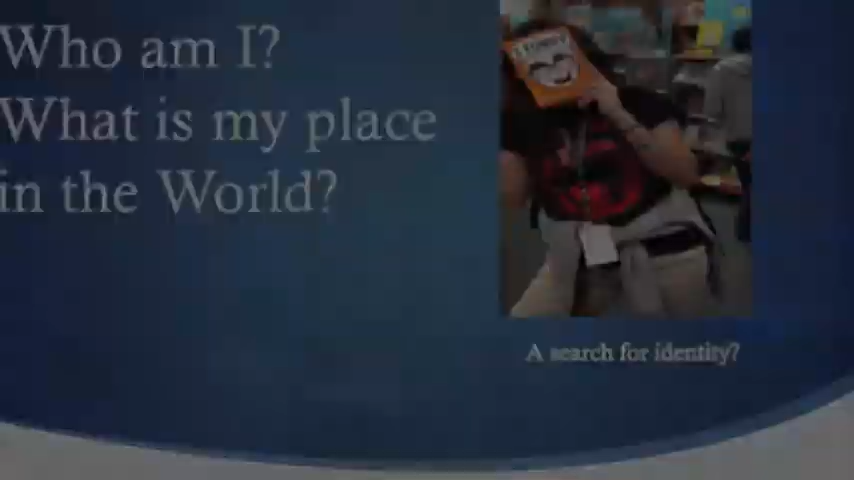 Who am I?
What is my place
in the World?
A search for identity?